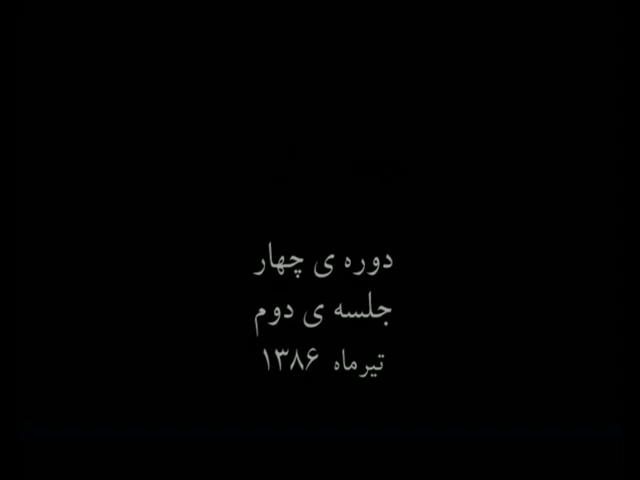 دوره ی چهار
جلسه ی دوم
تیرماه ۱۳۸۶